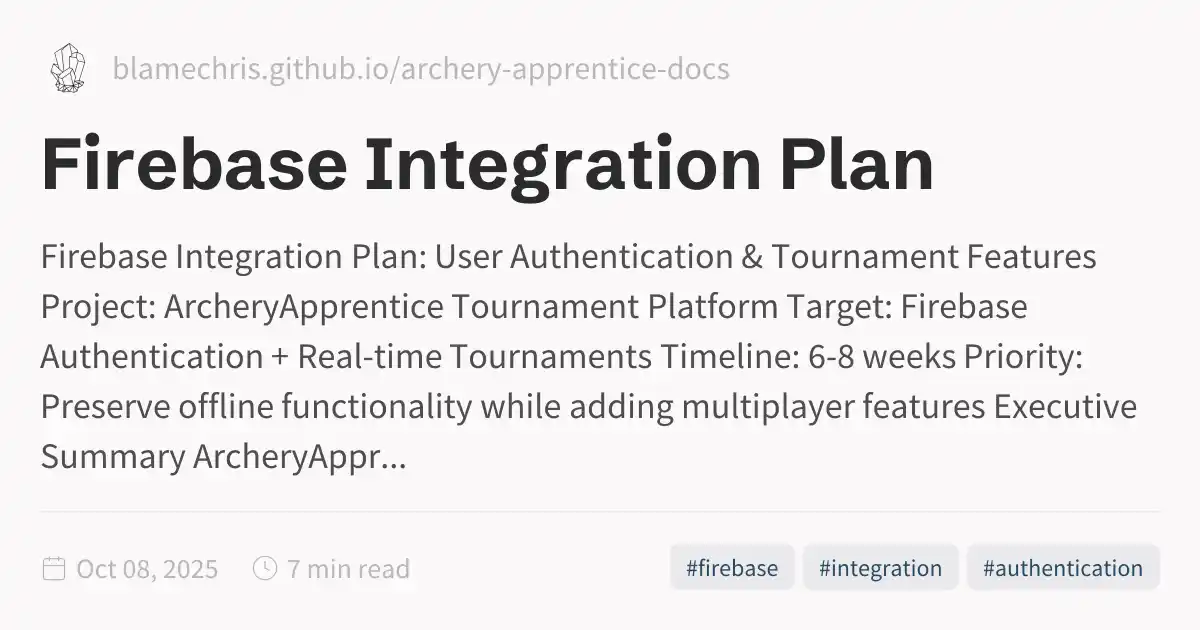 blamechris.github.io/archery-apprentice-docs
Firebase Integration Plan
Firebase Integration Plan: User Authentication & Tournament Features
Project: ArcheryApprentice Tournament Platform Target: Firebase
Authentication + Real-time Tournaments Timeline: 6-8 weeks Priority:
Preserve offline functionality while adding multiplayer features Executive
Summary ArcheryAppr...
Oct 08, 2025 7 min read #firebase #integration #authentication